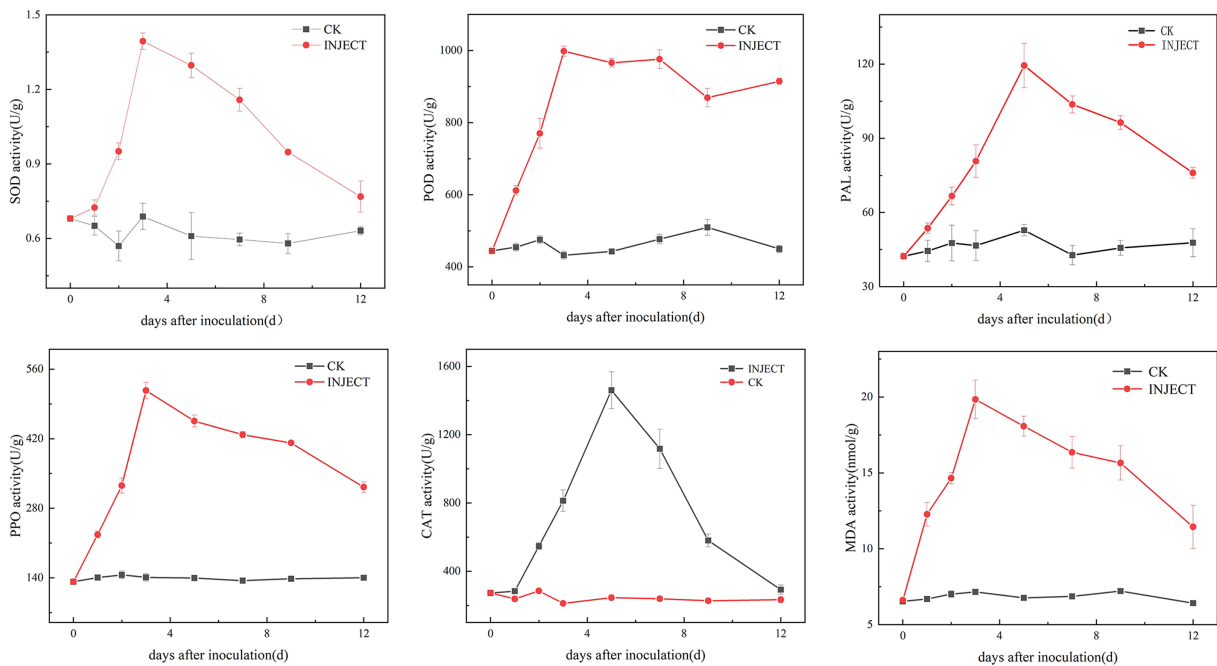 SOD activity(U/g)
1.5
1.2
0.9
0.6
CK
INJECT
0
4
8
12
days after inoculation(d）
POD activity(U/g)
1000
800
600
400
CK
INJECT
0
4
8
12
days after inoculation(d)
PAL activity(U/g)
120
90
60
30
CK
INJECT
0
4
8
12
days after inoculation(d）
PPO activity(U/g)
560
420
280
140
CK
INJECT
0
4
8
12
days after inoculation(d)
CAT activity(U/g)
1600
1200
800
400
INJECT
CK
0
4
8
12
days after inoculation(d)
MDA activity(nmol/g)
20
15
10
5
CK
INJECT
0
4
8
12
days after inoculation(d)